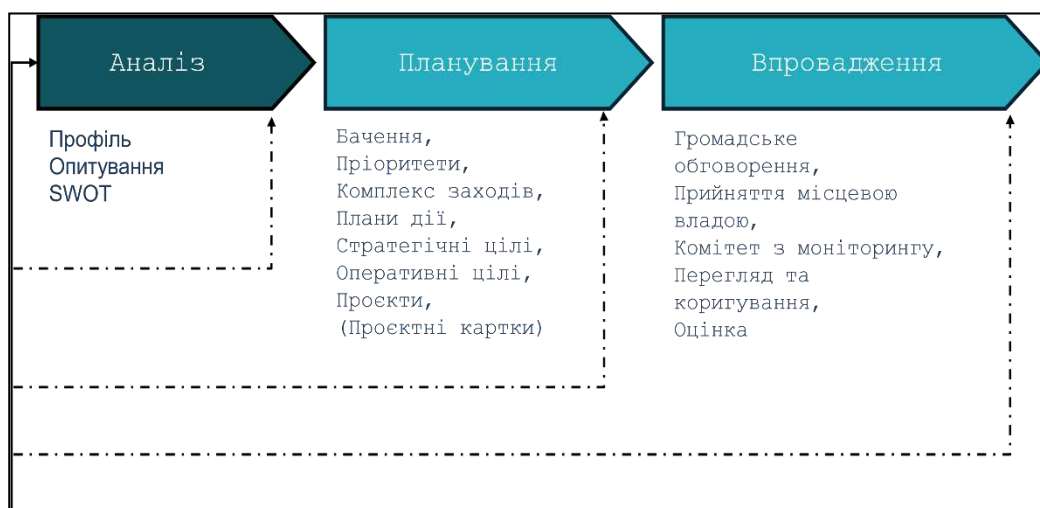 Аналіз
Планування
Впровадження
Профіль
Опитування
SWOT
Бачення,
Пріоритети,
Комплекс заходів,
Плани дії,
Стратегічні цілі,
Оперативні цілі,
Проєкти,
(Проєктні картки)
Громадське
обговорення,
Прийняття місцевою
владою,
Комітет з моніторингу,
Перегляд та
коригування,
Оцінка